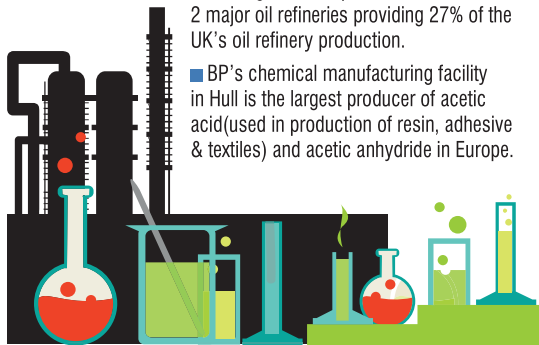 2 major oil refineries providing 27% of the
UK's oil refinery production.
BP's chemical manufacturing facility
in Hull is the largest producer of acetic
acid(used in production of resin, adhesive
& textiles) and acetic anhydride in Europe.